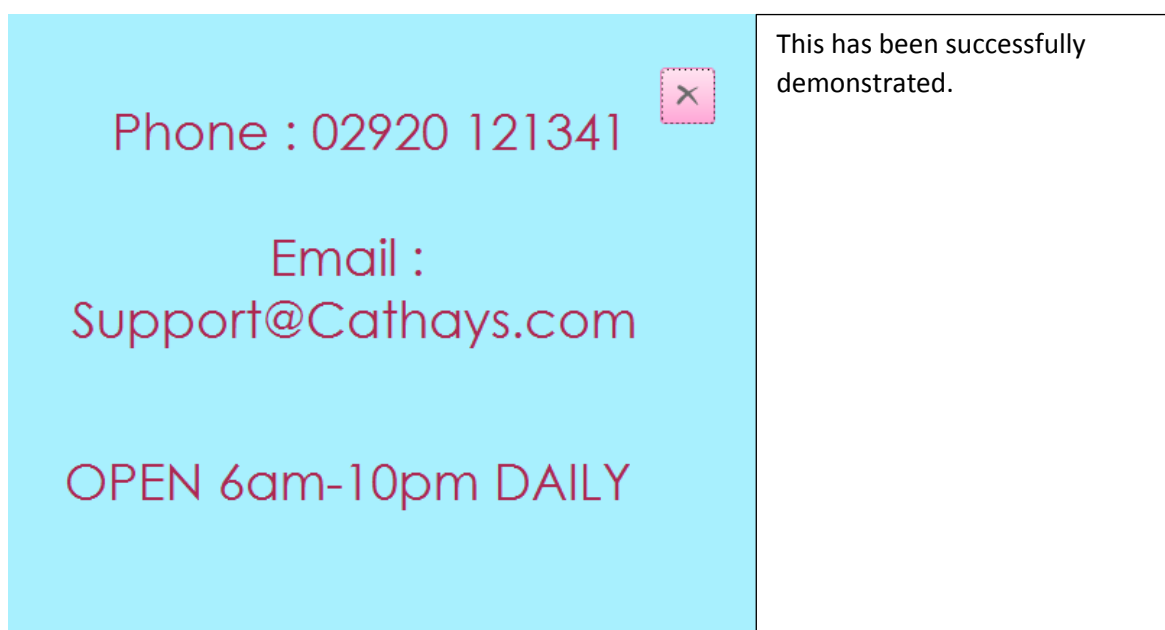 Phone : 02920 121341
Email :
Support@Cathays.com
OPEN 6am-10pm DAILY
This has been successfully
demonstrated.